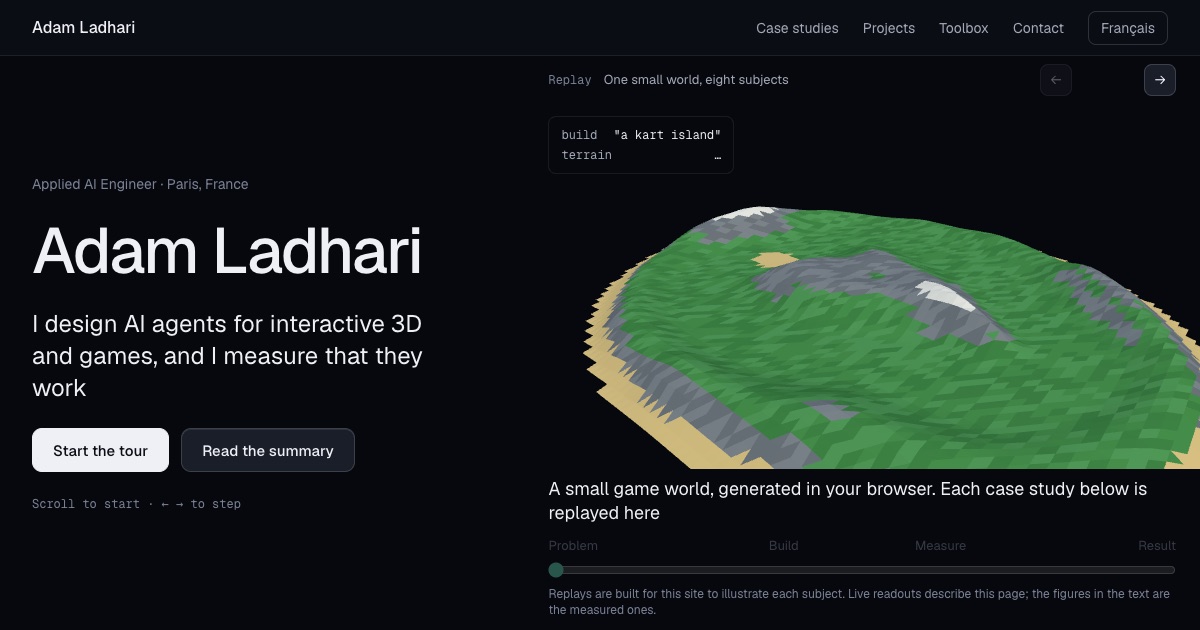 Adam Ladhari
Case studies
Projects
Toolbox
Contact
Français
Replay One small world, eight subjects
← →
build "a kart island"
terrain …
Applied AI Engineer · Paris, France
Adam Ladhari
I design AI agents for interactive 3D
and games, and I measure that they
work
Start the tour
Read the summary
Scroll to start · ← → to step
A small game world, generated in your browser. Each case study below is
replayed here
Problem Build Measure Result
Replays are built for this site to illustrate each subject. Live readouts describe this page; the figures in the text are
the measured ones.